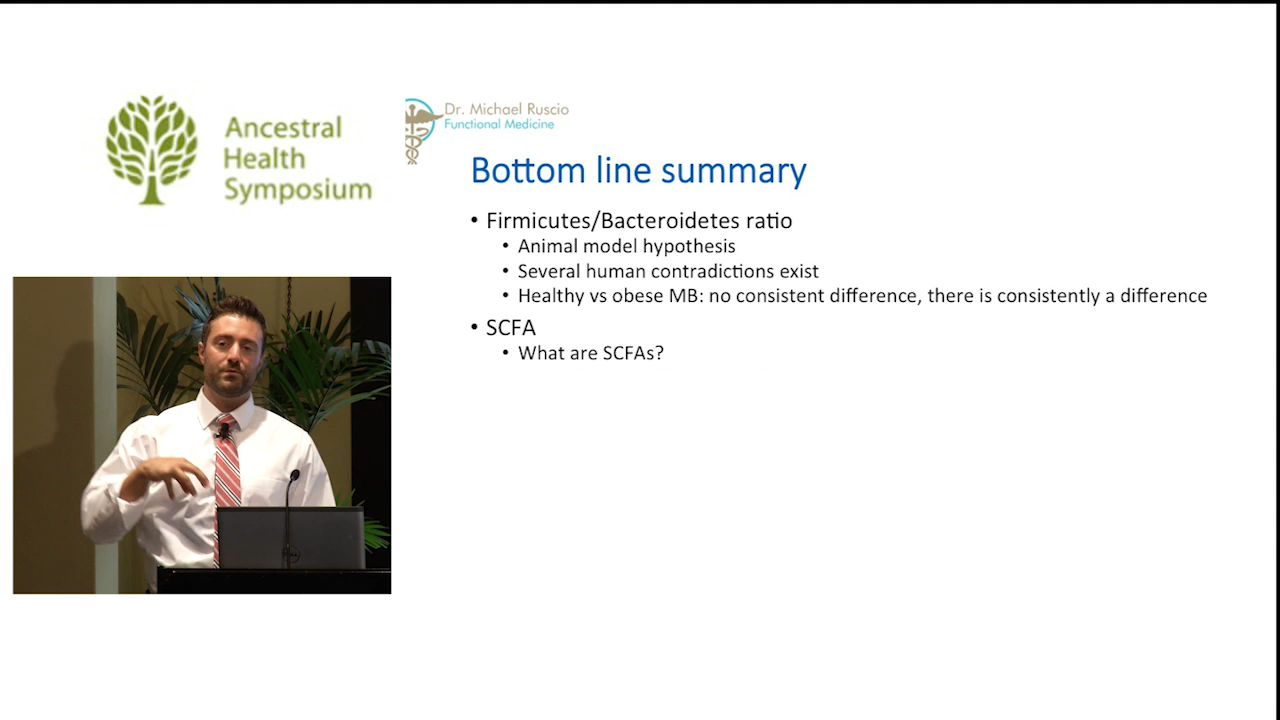 Ancestral
Health
Symposium
Dr. Michael Ruscio
Functional Medicine
Bottom line summary
• Firmicutes/Bacteroidetes ratio
• Animal model hypothesis
• Several human contradictions exist
• Healthy vs obese MB: no consistent difference, there is consistently a difference
• SCFA
• What are SCFAs?
DELL